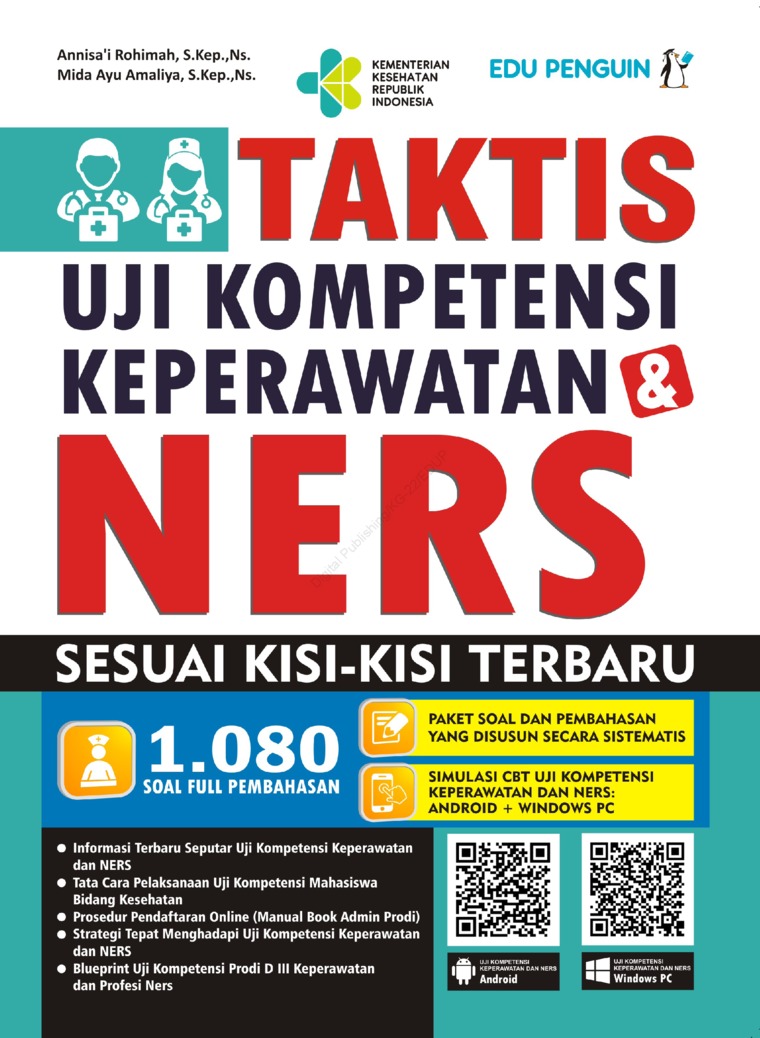 Annisa'i Rohimah, S.Kep.,Ns.
Mida Ayu Amaliya, S.Kep.,Ns.
KEMENTERIAN
KESEHATAN
REPUBLIK
INDONESIA
EDU PENGUIN
TAKTIS
UJI KOMPETENSI
KEPERAWATAN &
NERS
SESUAI KISI-KISI TERBARU
1.080
SOAL FULL PEMBAHASAN
PAKET SOAL DAN PEMBAHASAN
YANG DISUSUN SECARA SISTEMATIS
SIMULASI CBT UJI KOMPETENSI
KEPERAWATAN DAN NERS:
ANDROID + WINDOWS PC
● Informasi Terbaru Seputar Uji Kompetensi Keperawatan
dan NERS
● Tata Cara Pelaksanaan Uji Kompetensi Mahasiswa
Bidang Kesehatan
● Prosedur Pendaftaran Online (Manual Book Admin Prodi)
● Strategi Tepat Menghadapi Uji Kompetensi Keperawatan
dan NERS
● Blueprint Uji Kompetensi Prodi D III Keperawatan
dan Profesi Ners
UJI KOMPETENSI
KEPERAWATAN DAN NERS
Android
UJI KOMPETENSI
KEPERAWATAN DAN NERS
Windows PC
Digital Publishing